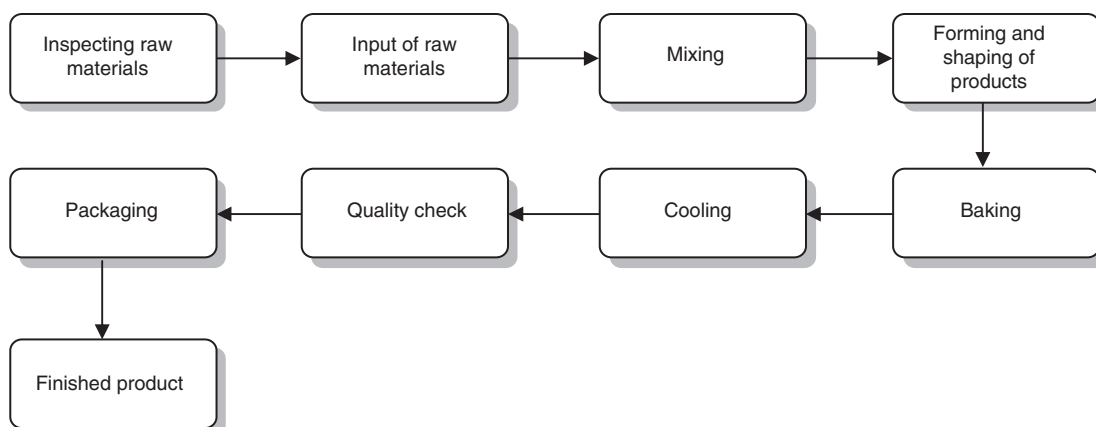 Inspecting raw
materials
Input of raw
materials
Mixing
Forming and
shaping of
products
Baking
Cooling
Quality check
Packaging
Finished product